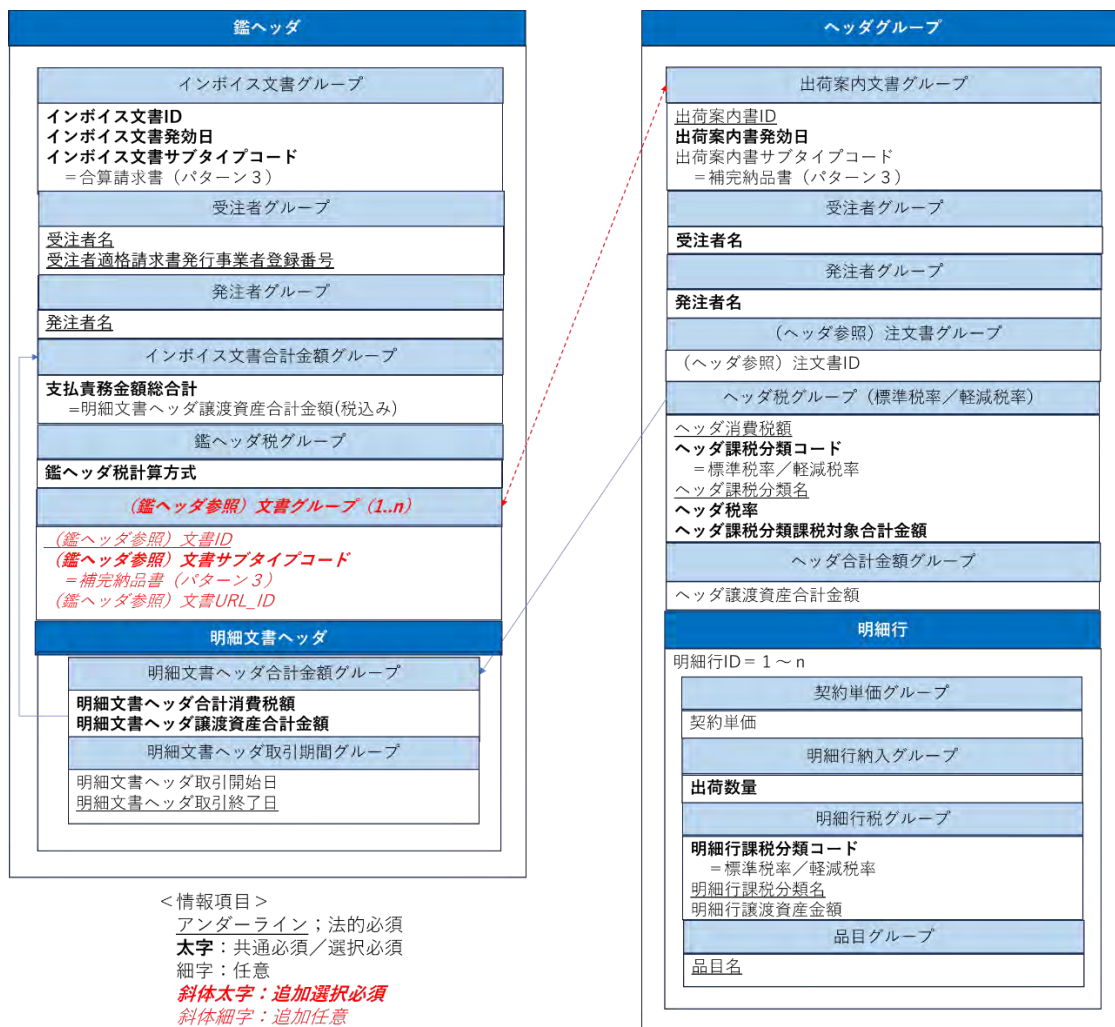 鑑ヘッダ
インボイス文書グループ
インボイス文書ID
インボイス文書発効日
インボイス文書サブタイプコード
＝合算請求書（パターン３）
受注者グループ
受注者名
受注者適格請求書発行事業者登録番号
発注者グループ
発注者名
インボイス文書合計金額グループ
支払責務金額総合計
=明細文書ヘッダ譲渡資産合計金額(税込み)
鑑ヘッダ税グループ
鑑ヘッダ税計算方式
（鑑ヘッダ参照）文書グループ（1..n）
（鑑ヘッダ参照）文書ID
（鑑ヘッダ参照）文書サブタイプコード
＝補完納品書（パターン３）
（鑑ヘッダ参照）文書URL_ID
明細文書ヘッダ
明細文書ヘッダ合計金額グループ
明細文書ヘッダ合計消費税額
明細文書ヘッダ譲渡資産合計金額
明細文書ヘッダ取引期間グループ
明細文書ヘッダ取引開始日
明細文書ヘッダ取引終了日
＜情報項目＞
アンダーライン；法的必須
太字：共通必須／選択必須
細字：任意
斜体太字：追加選択必須
斜体細字：追加任意
ヘッダグループ
出荷案内文書グループ
出荷案内書ID
出荷案内書発効日
出荷案内書サブタイプコード
＝補完納品書（パターン３）
受注者グループ
受注者名
発注者グループ
発注者名
（ヘッダ参照）注文書グループ
（ヘッダ参照）注文書ID
ヘッダ税グループ（標準税率／軽減税率）
ヘッダ消費税額
ヘッダ課税分類コード
＝標準税率／軽減税率
ヘッダ課税分類名
ヘッダ税率
ヘッダ課税分類課税対象合計金額
ヘッダ合計金額グループ
ヘッダ譲渡資産合計金額
明細行
明細行ID＝１～ｎ
契約単価グループ
契約単価
明細行納入グループ
出荷数量
明細行税グループ
明細行課税分類コード
＝標準税率／軽減税率
明細行課税分類名
明細行譲渡資産金額
品目グループ
品目名